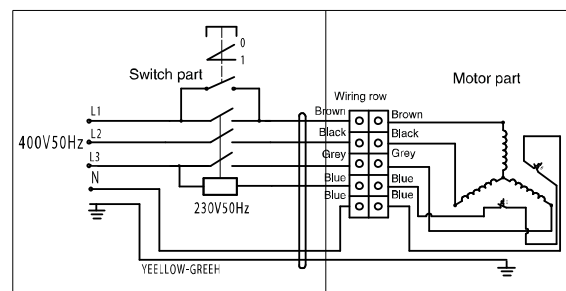 0
1
Switch part
Motor part
Wiring row
L1
Brown
Brown
400V50Hz
L2
Black
Black
L3
Grey
Grey
N
Blue
Blue
230V50Hz
Blue
Blue
YEELLOW-GREEH